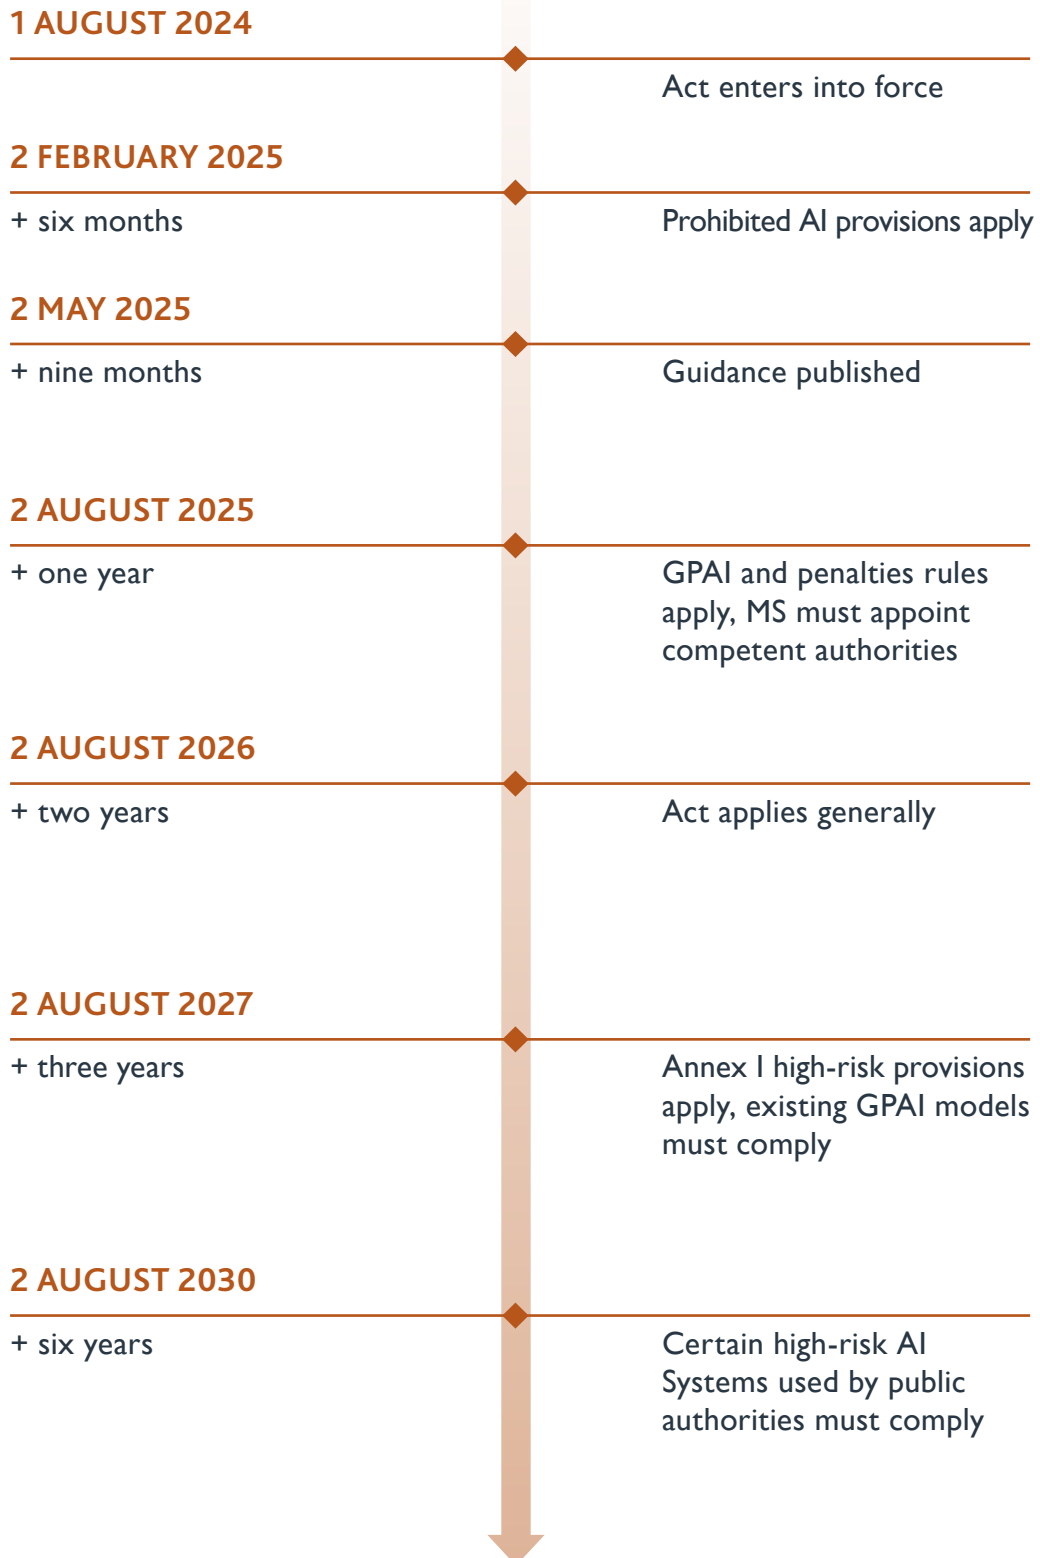 1 AUGUST 2024
Act enters into force
2 FEBRUARY 2025
+ six months
Prohibited AI provisions apply
2 MAY 2025
+ nine months
Guidance published
2 AUGUST 2025
+ one year
GPAI and penalties rules
apply, MS must appoint
competent authorities
2 AUGUST 2026
+ two years
Act applies generally
2 AUGUST 2027
+ three years
Annex I high-risk provisions
apply, existing GPAI models
must comply
2 AUGUST 2030
+ six years
Certain high-risk AI
Systems used by public
authorities must comply